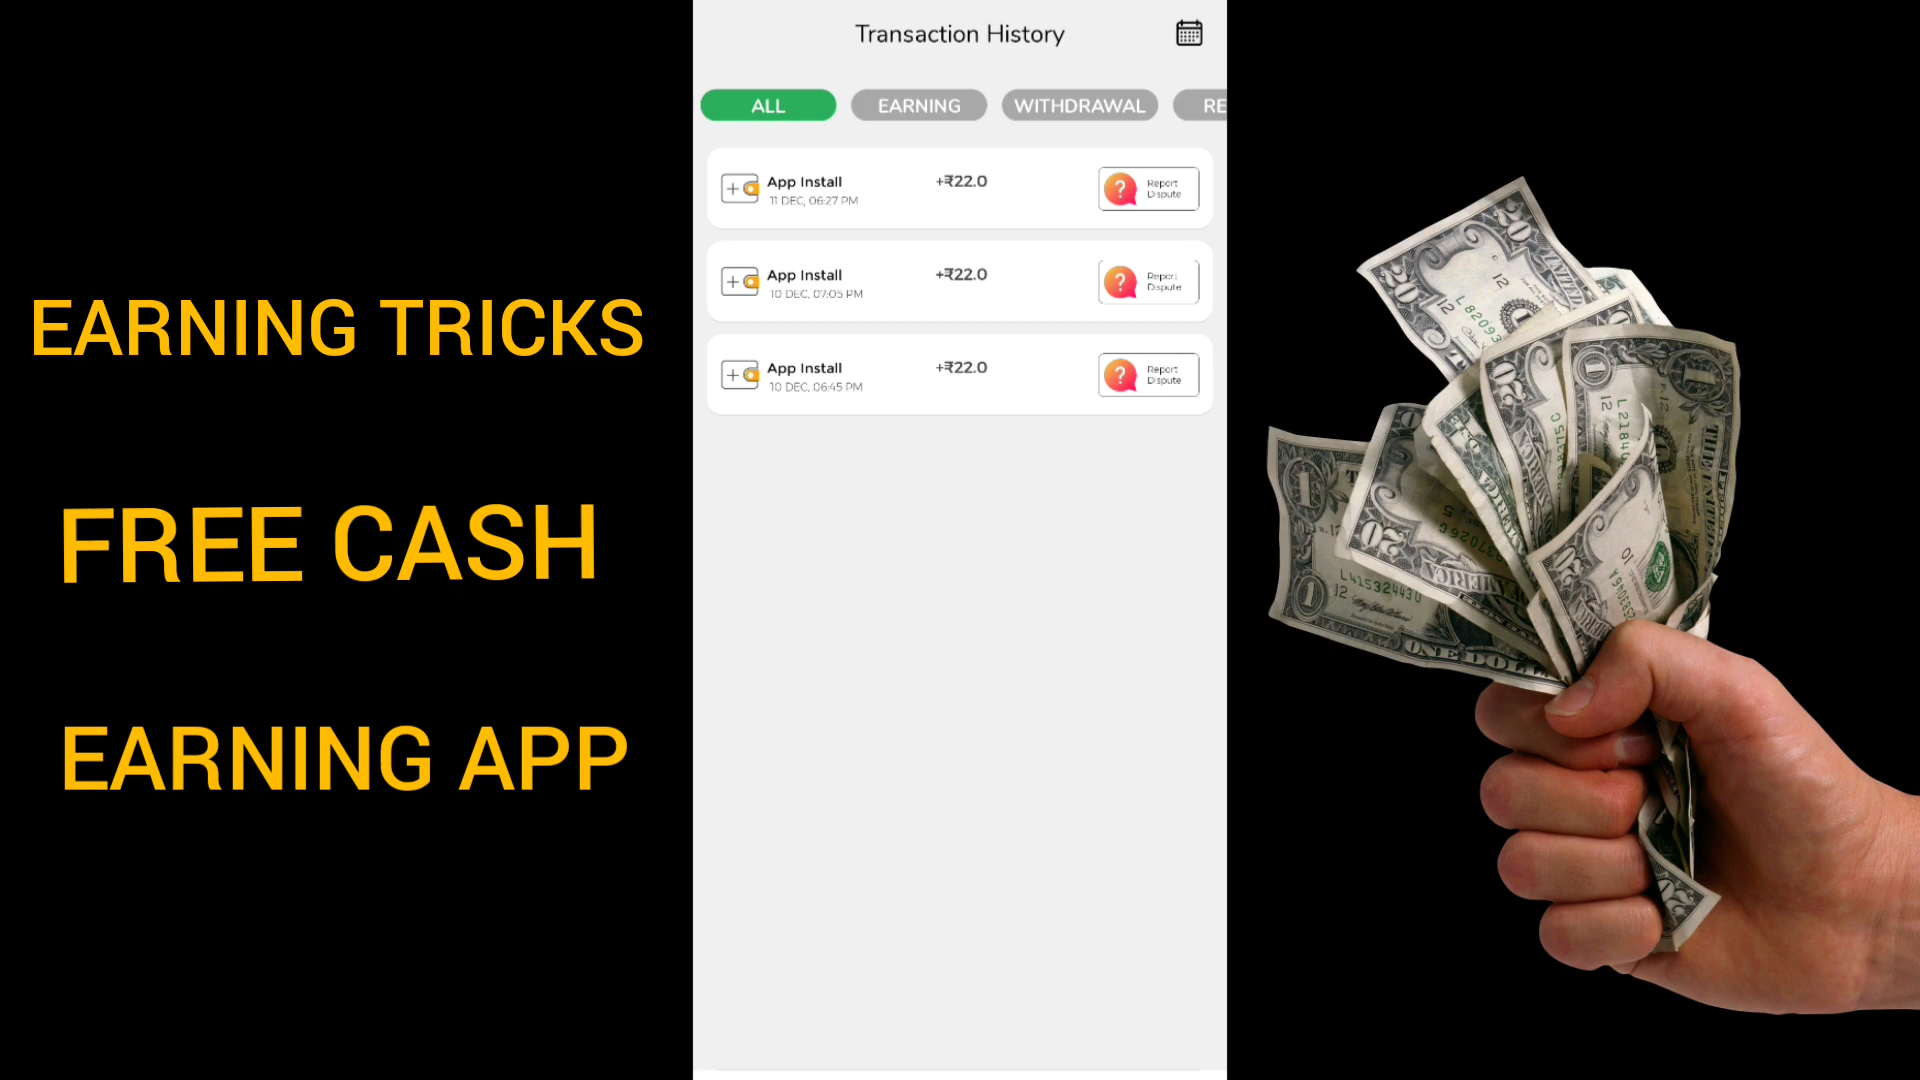 EARNING TRICKS
FREE CASH
EARNING APP
Transaction History
ALL
EARNING
WITHDRAWAL
RE
App Install
+₹22.0
11 DEC, 06:27 PM
Report
Dispute
App Install
+₹22.0
10 DEC, 07:05 PM
Report
Dispute
App Install
+₹22.0
10 DEC, 06:45 PM
Report
Dispute
ONE DOLL